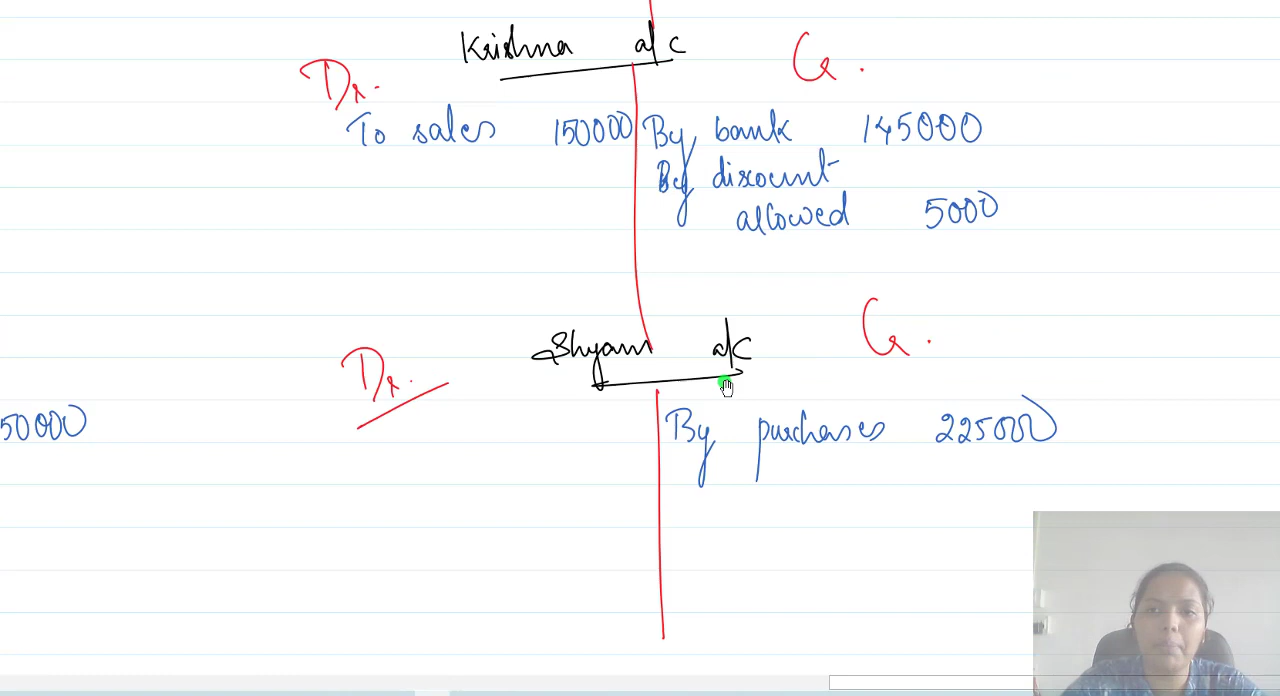 Krishna a/c
Dr. Cr.
To sales 150000 By bank 145000
By discount
allowed 5000
Shyam a/c
Dr. Cr.
50000 By purchases 225000